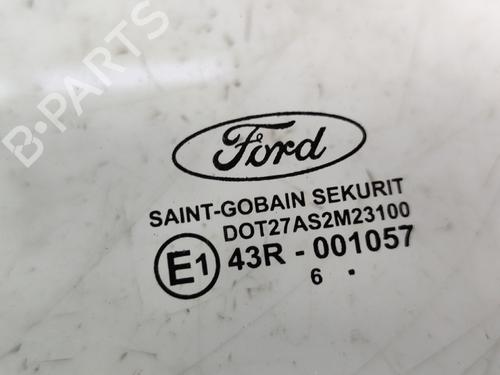 B-PARTS
Ford
SAINT-GOBAIN SEKURIT
DOT27AS2M23100
E1 43R - 001057
6 .